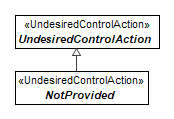 «UndesiredControlAction»
UndesiredControlAction
«UndesiredControlAction»
NotProvided